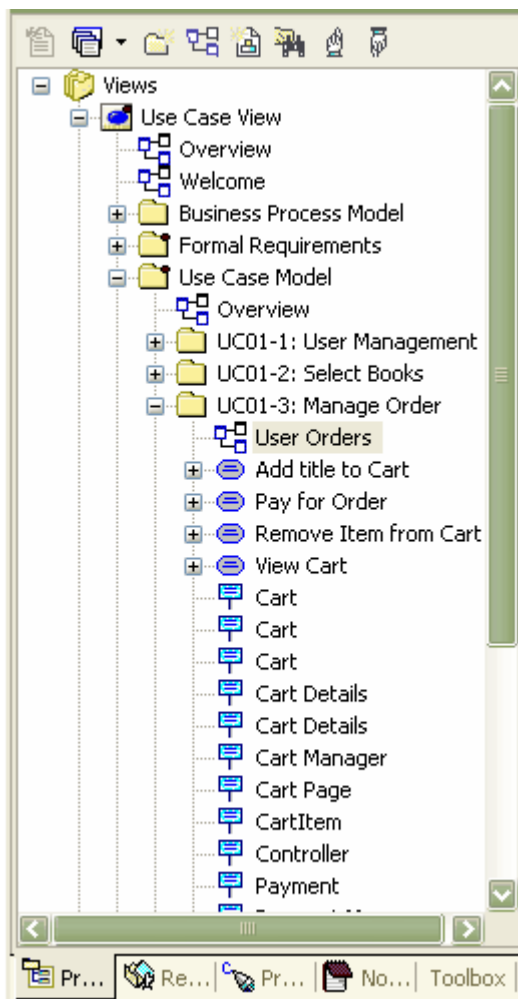 Views
Use Case View
Overview
Welcome
Business Process Model
Formal Requirements
Use Case Model
Overview
UC01-1: User Management
UC01-2: Select Books
UC01-3: Manage Order
User Orders
Add title to Cart
Pay for Order
Remove Item from Cart
View Cart
Cart
Cart
Cart
Cart Details
Cart Details
Cart Manager
Cart Page
CartItem
Controller
Payment
Pr... Re... Pr... No... Toolbox